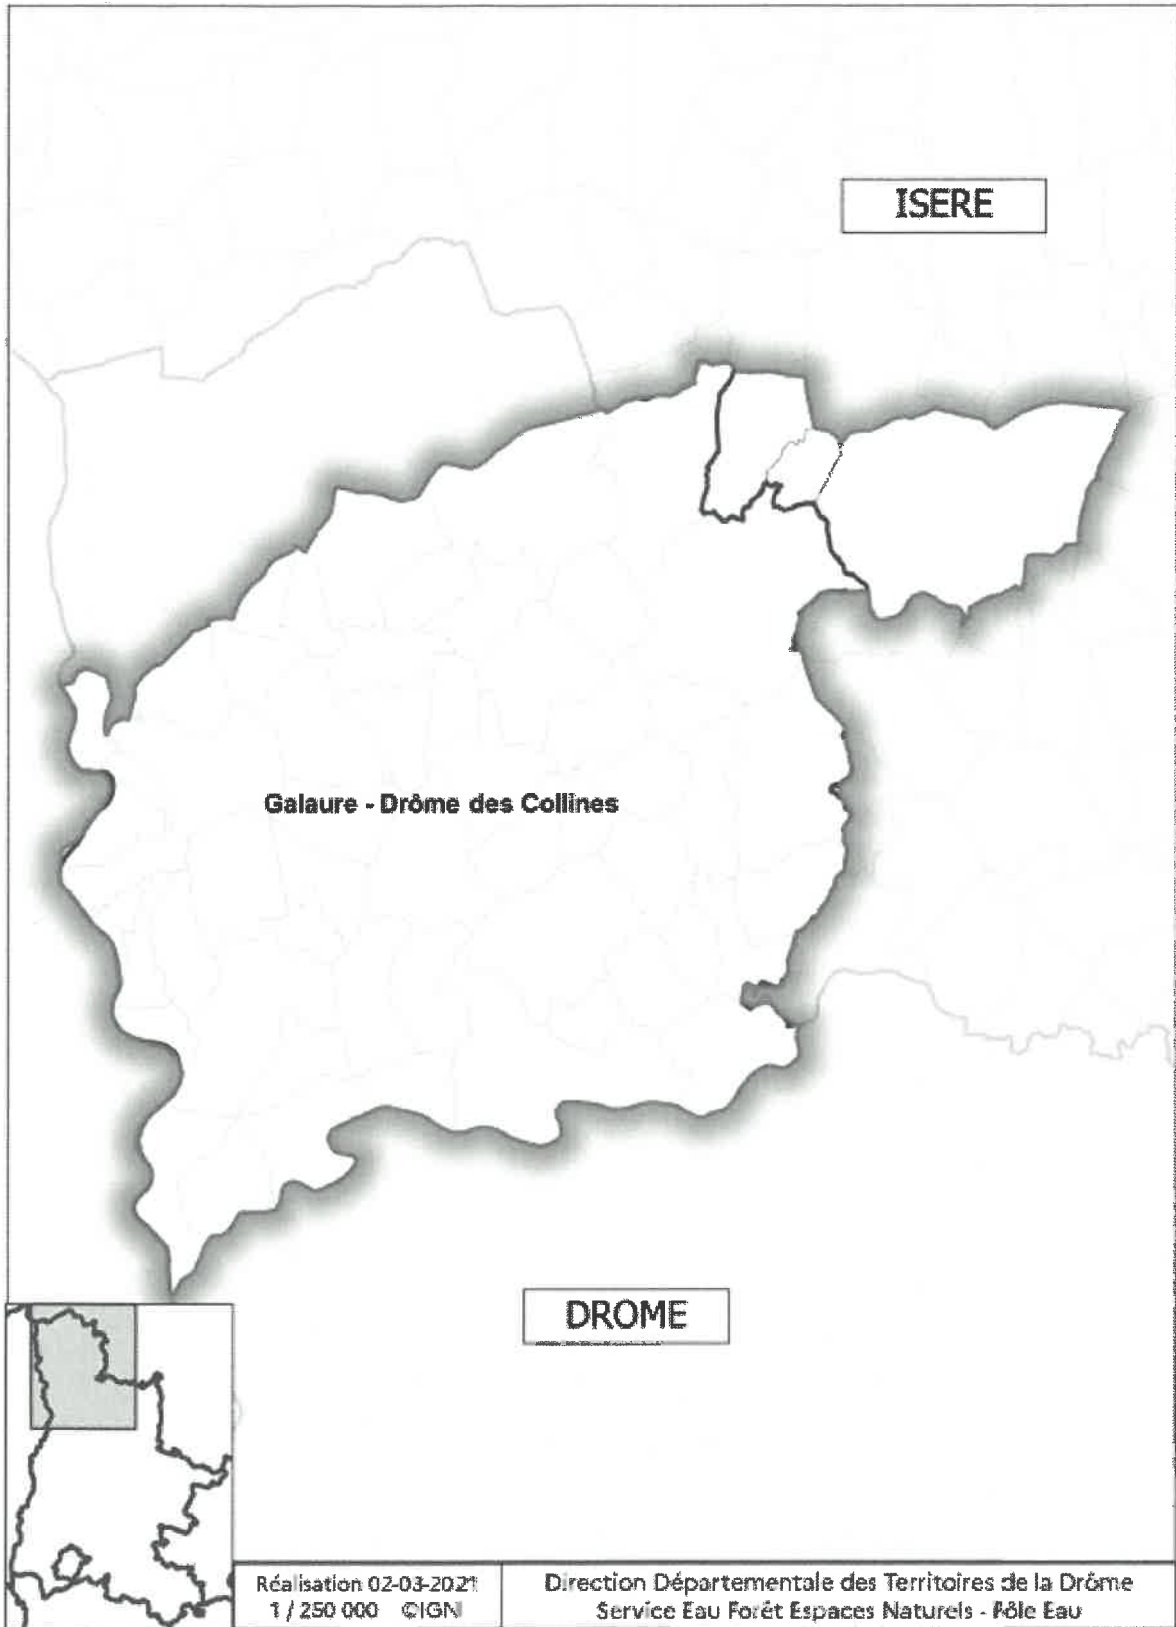 ISERE
Galaure - Drôme des Collines
DROME
Réalisation 02-03-2021
1 / 250 000 ©IGN
Direction Départementale des Territoires de la Drôme
Service Eau Forêt Espaces Naturels - Pôle Eau